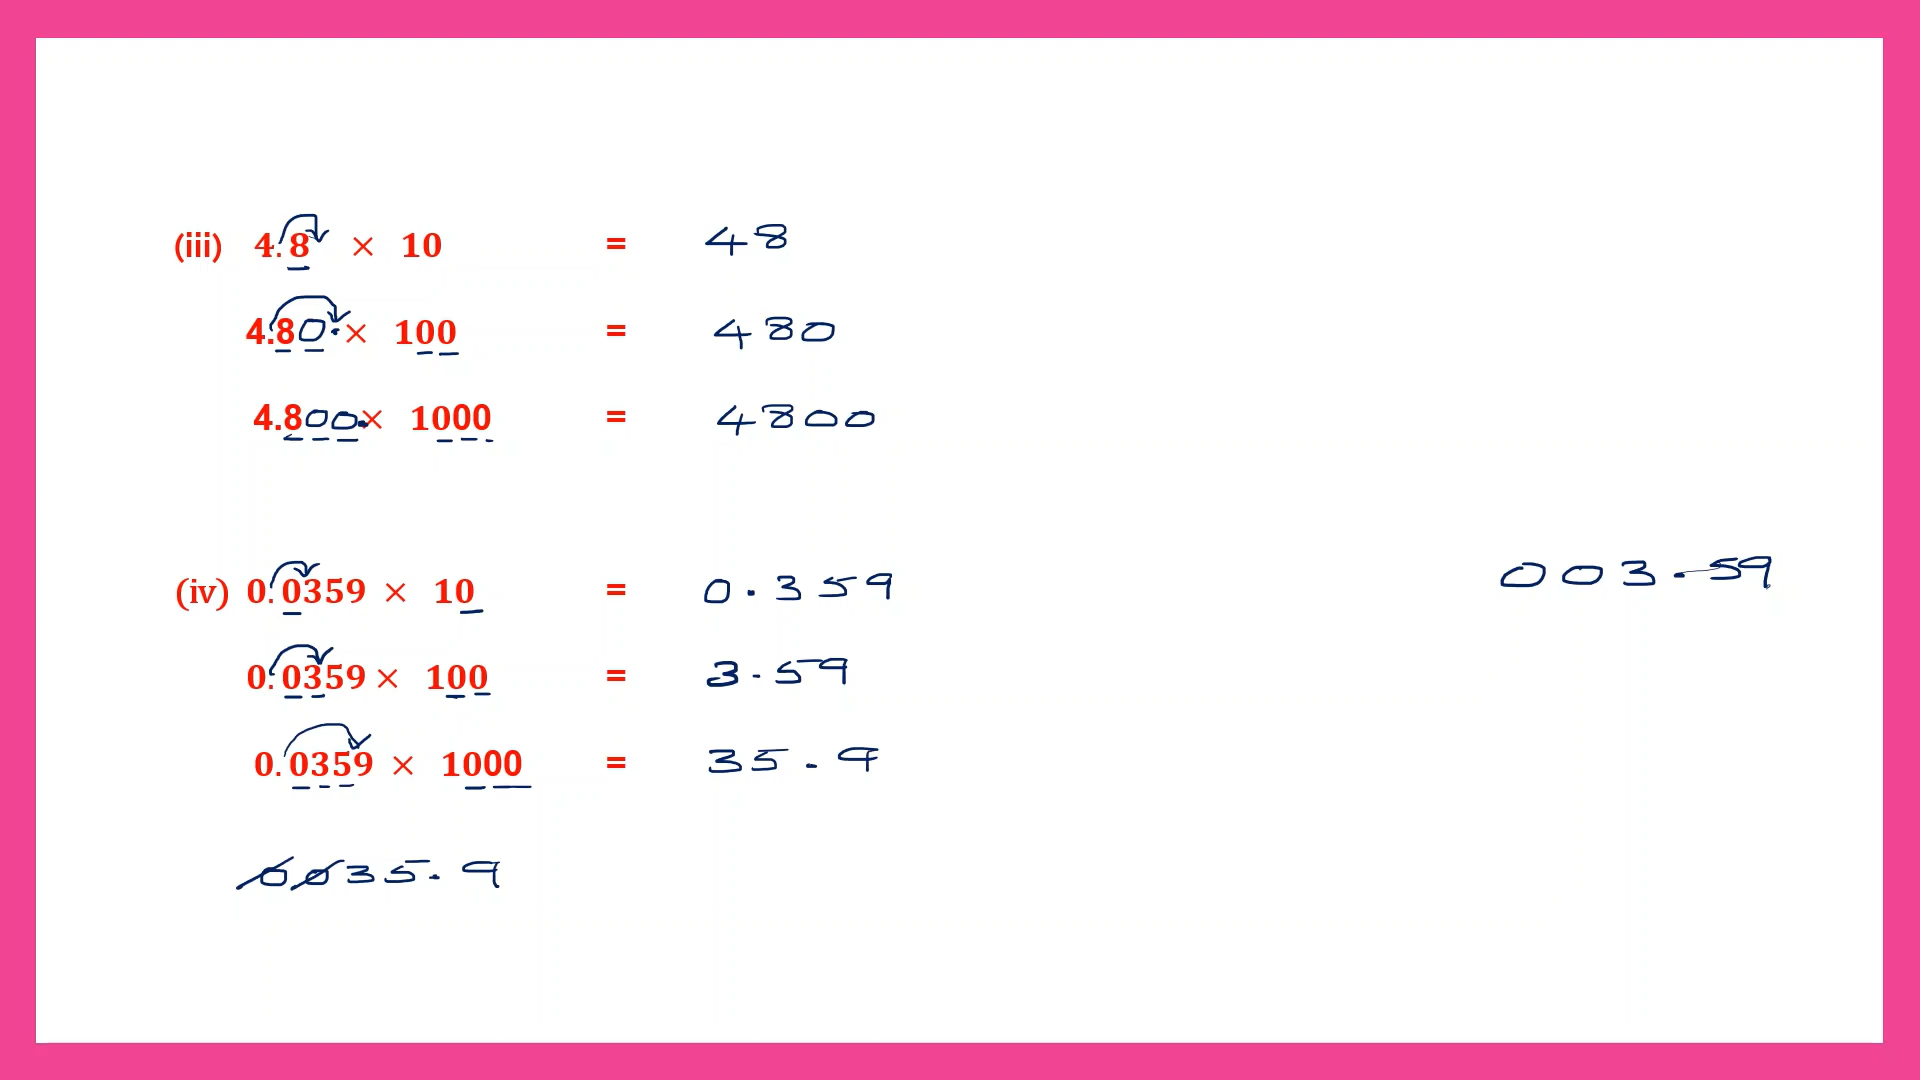 (iii) 4.8 × 10 = 48
4.80. × 100 = 480
4.800. × 1000 = 4800
(iv) 0.0359 × 10 = 0.359
003.59
0.0359 × 100 = 3.59
0.0359 × 1000 = 35.9
0035.9